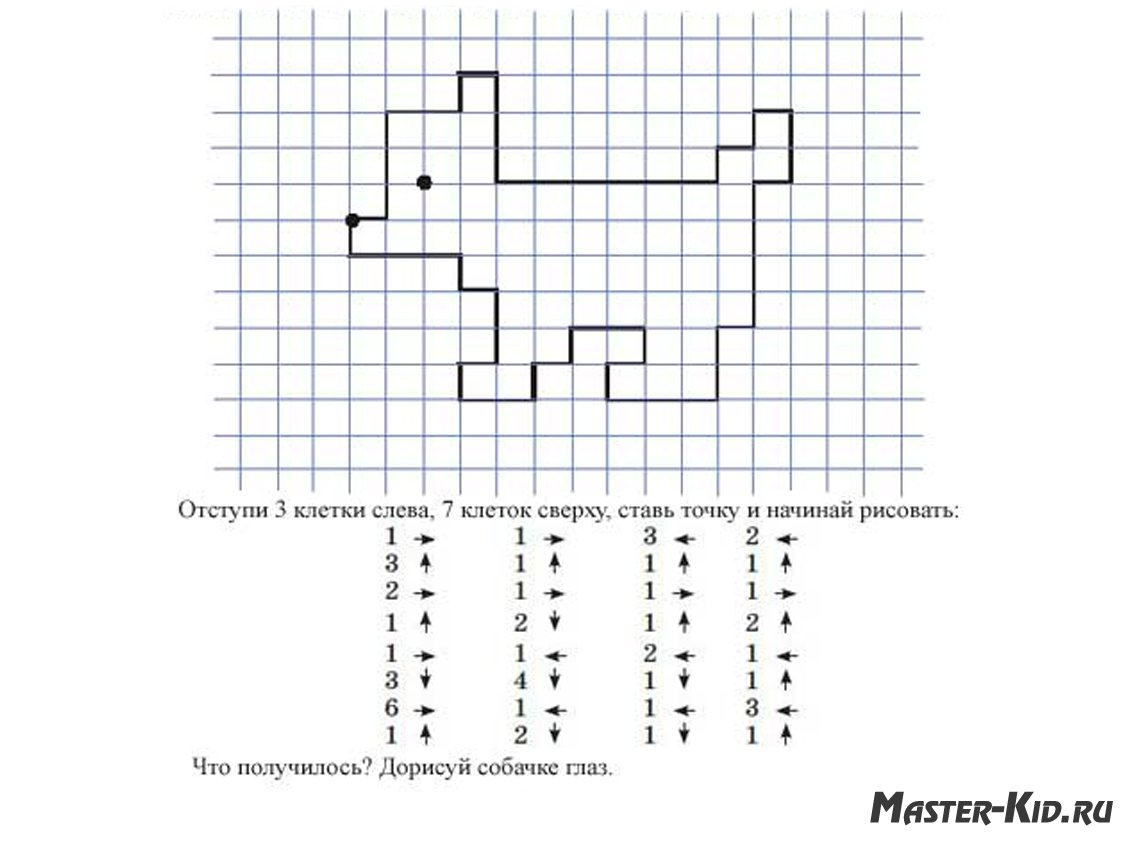 Отступи 3 клетки слева, 7 клеток сверху, ставь точку и начинай рисовать:
1 → 1 → 3 ← 2 ←
3 ↑ 1 ↑ 1 ↑ 1 ↑
2 → 1 → 1 → 1 →
1 ↑ 2 ↓ 1 ↑ 2 ↑
1 → 1 ← 2 ← 1 ←
3 ↓ 4 ↓ 1 ↓ 1 ↑
6 → 1 ← 1 ← 3 ←
1 ↑ 2 ↓ 1 ↓ 1 ↑
Что получилось? Дорисуй собачке глаз.
Master-Kid.ru